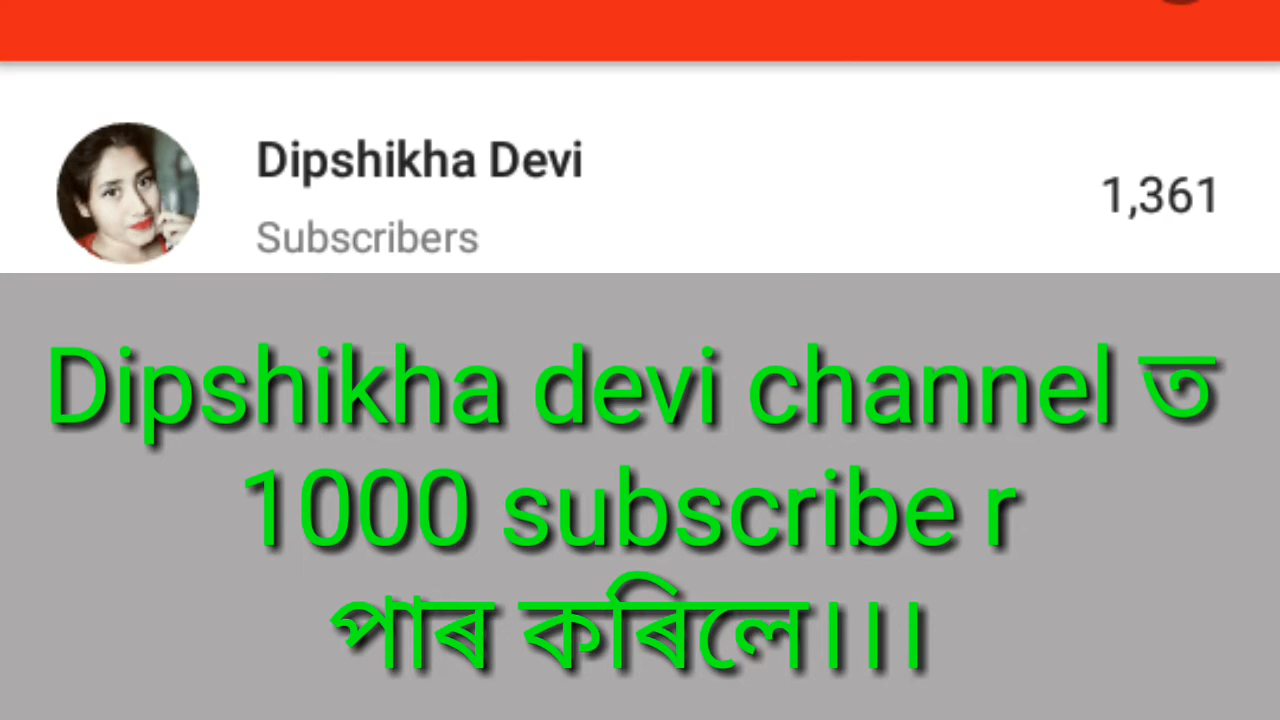 Dipshikha Devi
1,361
Subscribers
Dipshikha devi channel ত
1000 subscribe r
পাৰ কৰিলে।।।